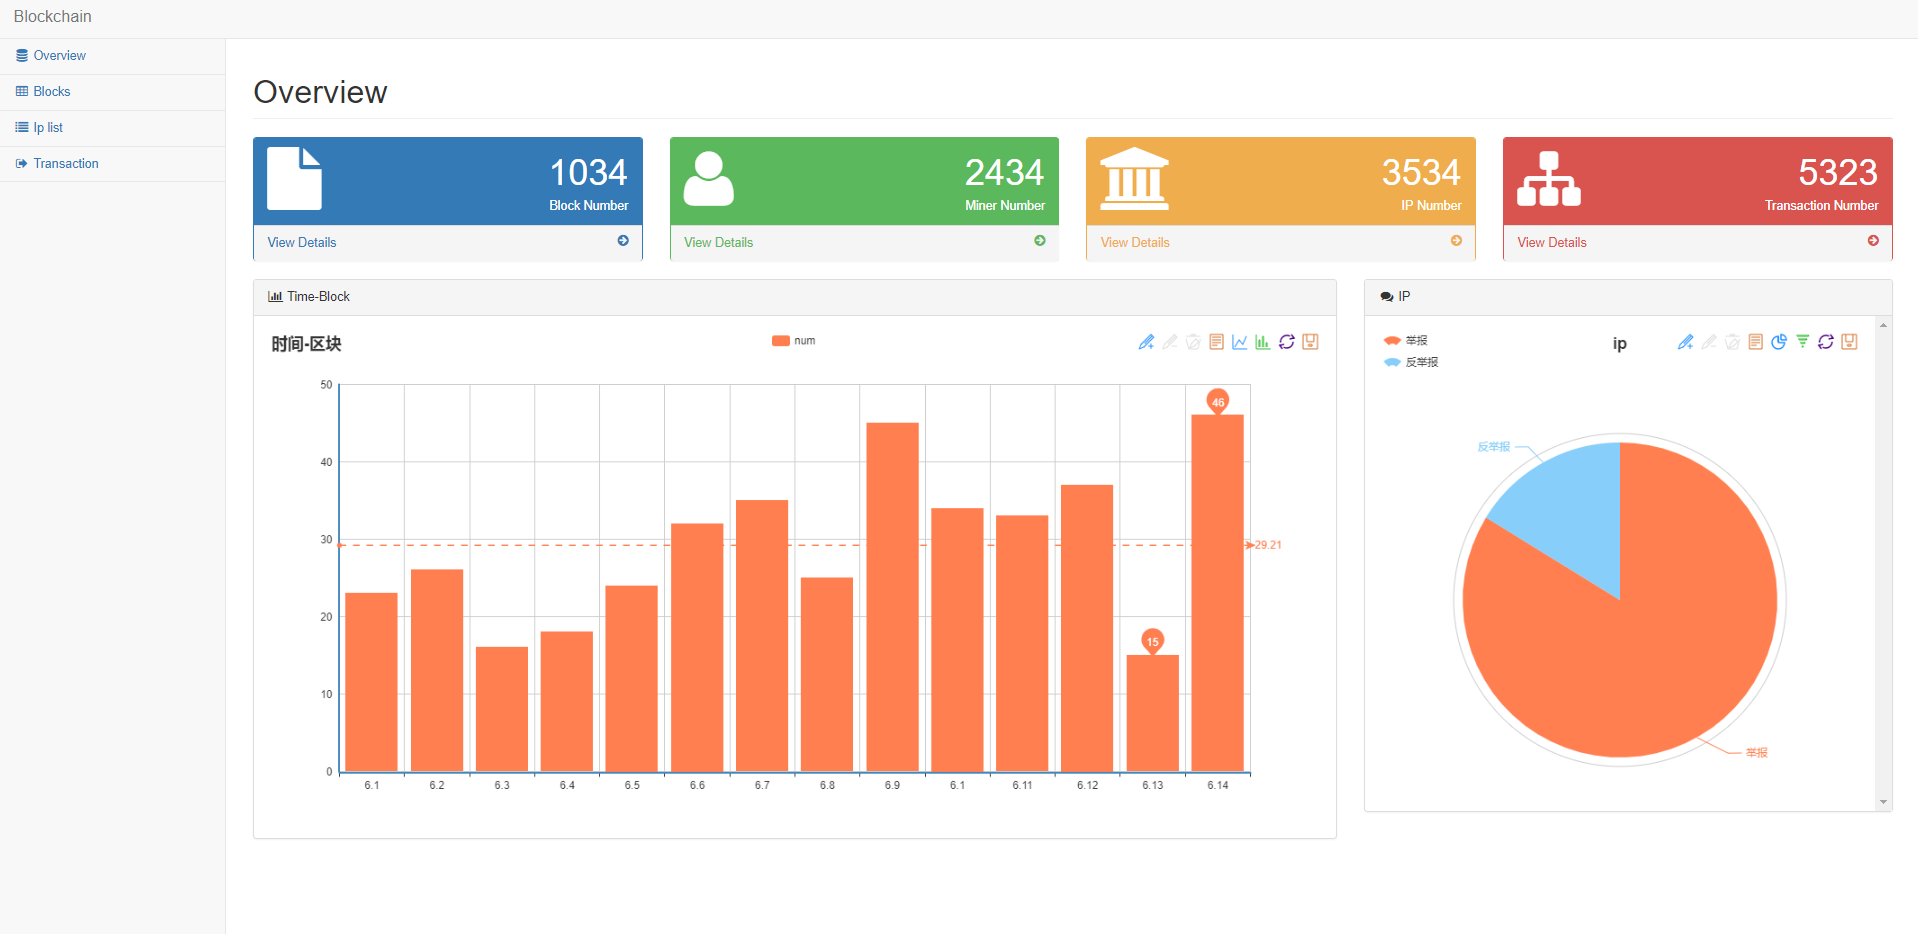 Blockchain
Overview
Blocks
Ip list
Transaction
Overview
1034
Block Number
View Details
2434
Miner Number
View Details
3534
IP Number
View Details
5323
Transaction Number
View Details
Time-Block
时间-区块
num
50
40
30
20
10
0
46
15
29.21
6.1
6.2
6.3
6.4
6.5
6.6
6.7
6.8
6.9
6.1
6.11
6.12
6.13
6.14
IP
举报
反举报
ip
反举报
举报